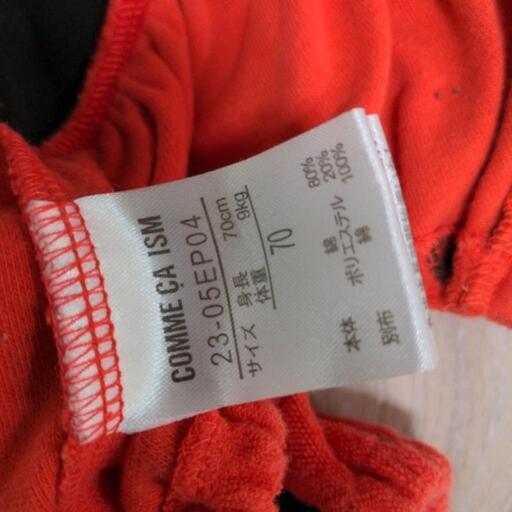 COMME ÇA ISM
23-05EP04
サイズ 身長 70cm
体重 9kg
70
本体 綿 80%
ポリエステル 20%
別布 綿 100%